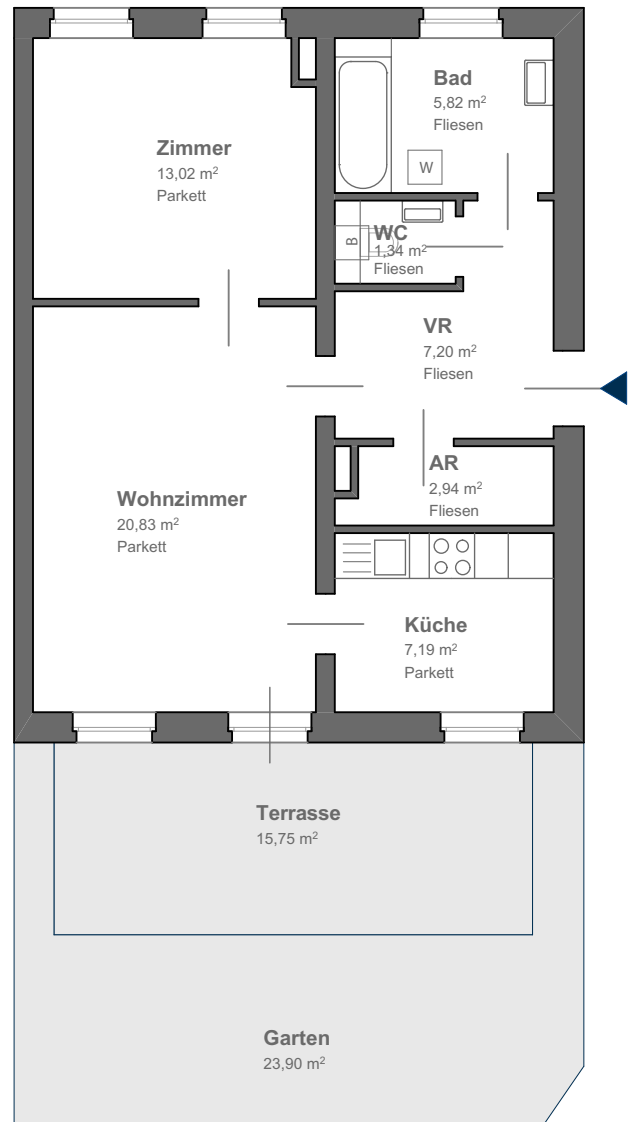 Bad
5,82 m²
Fliesen
W
Zimmer
13,02 m²
Parkett
B
WC
1,34 m²
Fliesen
VR
7,20 m²
Fliesen
AR
2,94 m²
Fliesen
Wohnzimmer
20,83 m²
Parkett
Küche
7,19 m²
Parkett
Terrasse
15,75 m²
Garten
23,90 m²